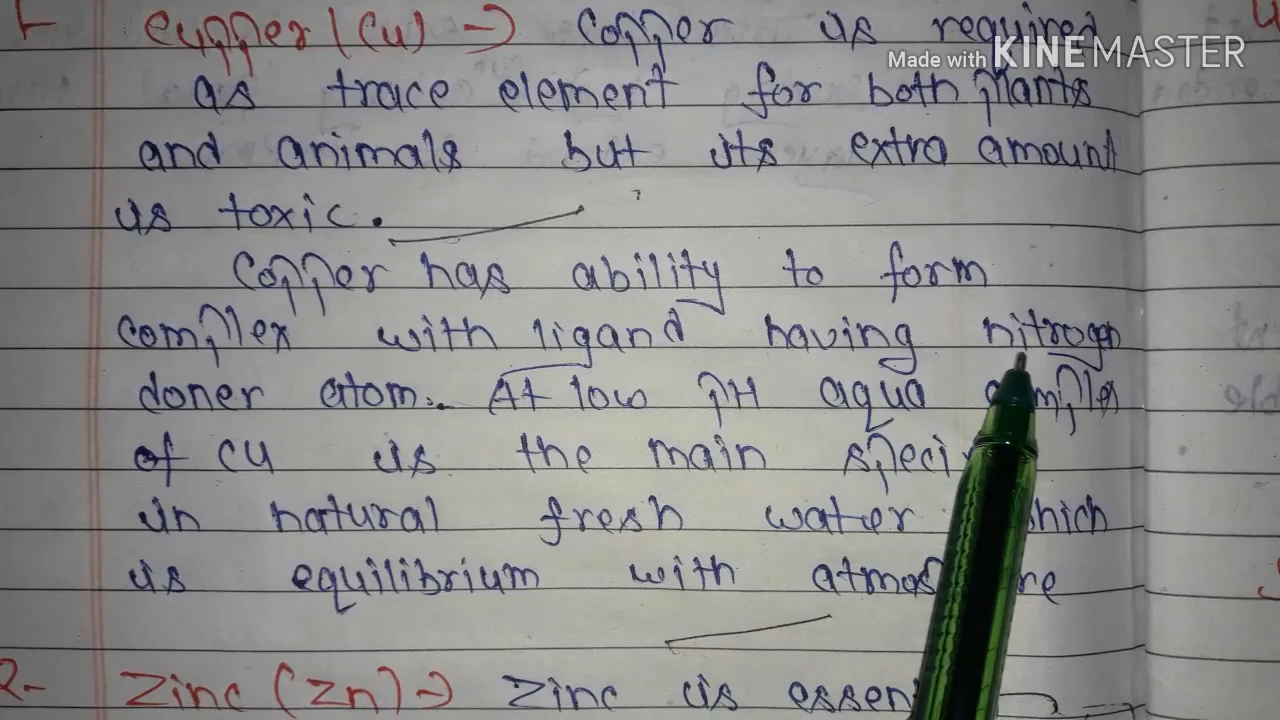 1- Cupper (Cu) → Copper is required
Made with KINEMASTER
as trace element for both plants
and animals but its extra amount
is toxic.
Copper has ability to form
complex with ligand having nitrogen
doner atom. At low pH aqua complex
of Cu is the main
in natural fresh water
is equilibrium with
2- Zinc (Zn) → Zinc is